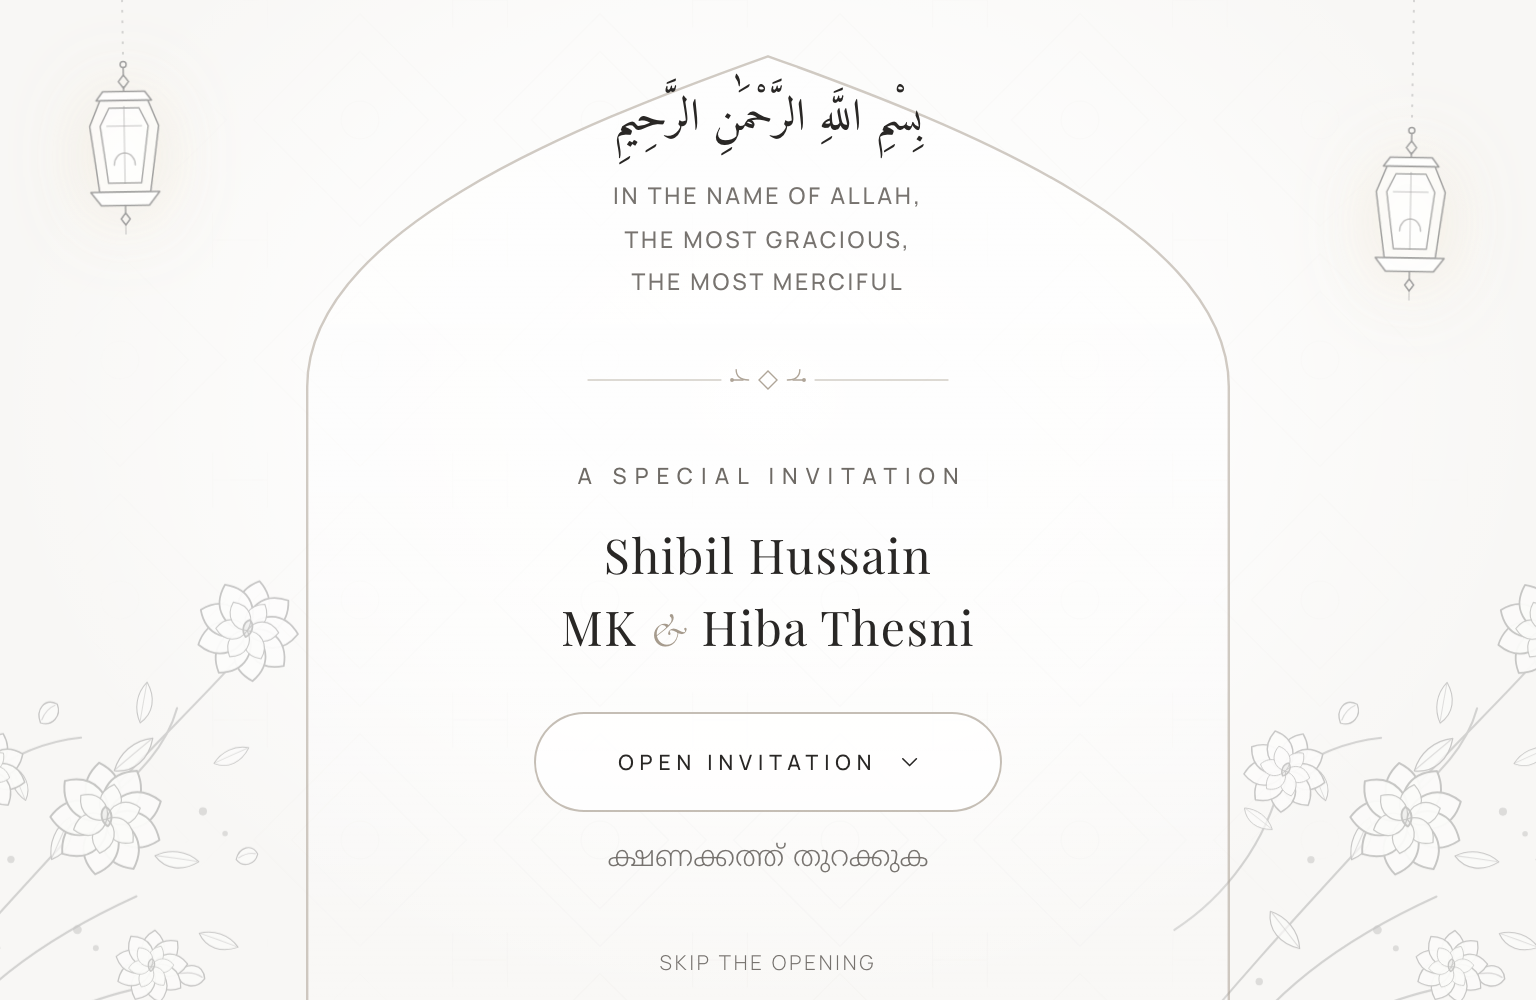 بِسْمِ اللَّهِ الرَّحْمَٰنِ الرَّحِيمِ
IN THE NAME OF ALLAH,
THE MOST GRACIOUS,
THE MOST MERCIFUL
A SPECIAL INVITATION
Shibil Hussain
MK & Hiba Thesni
OPEN INVITATION
ക്ഷണക്കത്ത് തുറക്കുക
SKIP THE OPENING